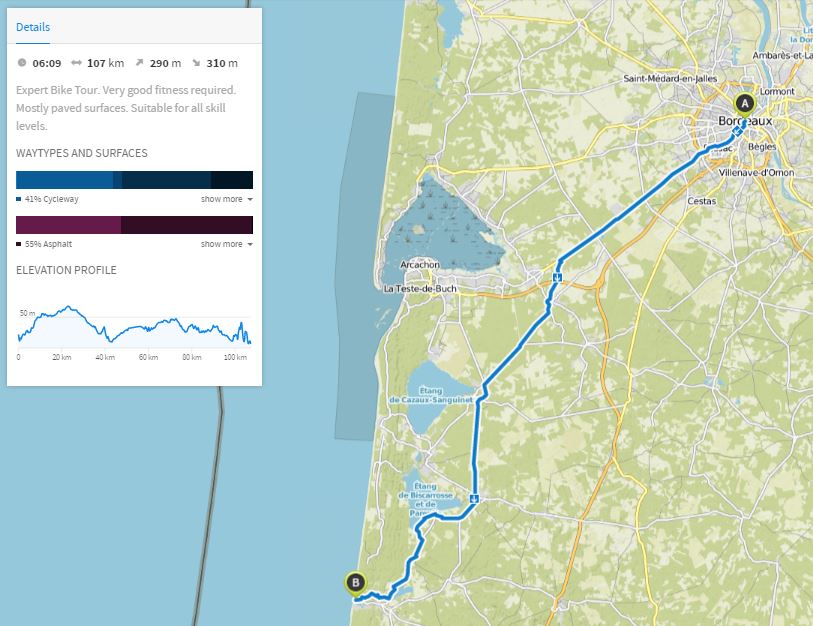 Details
06:09 107 km 290 m 310 m
Expert Bike Tour. Very good fitness required.
Mostly paved surfaces. Suitable for all skill
levels.
WAYTYPES AND SURFACES
41% Cycleway show more
55% Asphalt show more
ELEVATION PROFILE
50 m
0 20 km 40 km 60 km 80 km 100 km
Ambarès-et-La
Saint-Médard-en-Jalles
Lormont
A
Bordeaux
Bègles
Villenave-d'Ornon
Cestas
Arcachon
La Teste-de-Buch
Étang
de Cazaux-Sanguinet
Étang
de Biscarrosse
et de
B